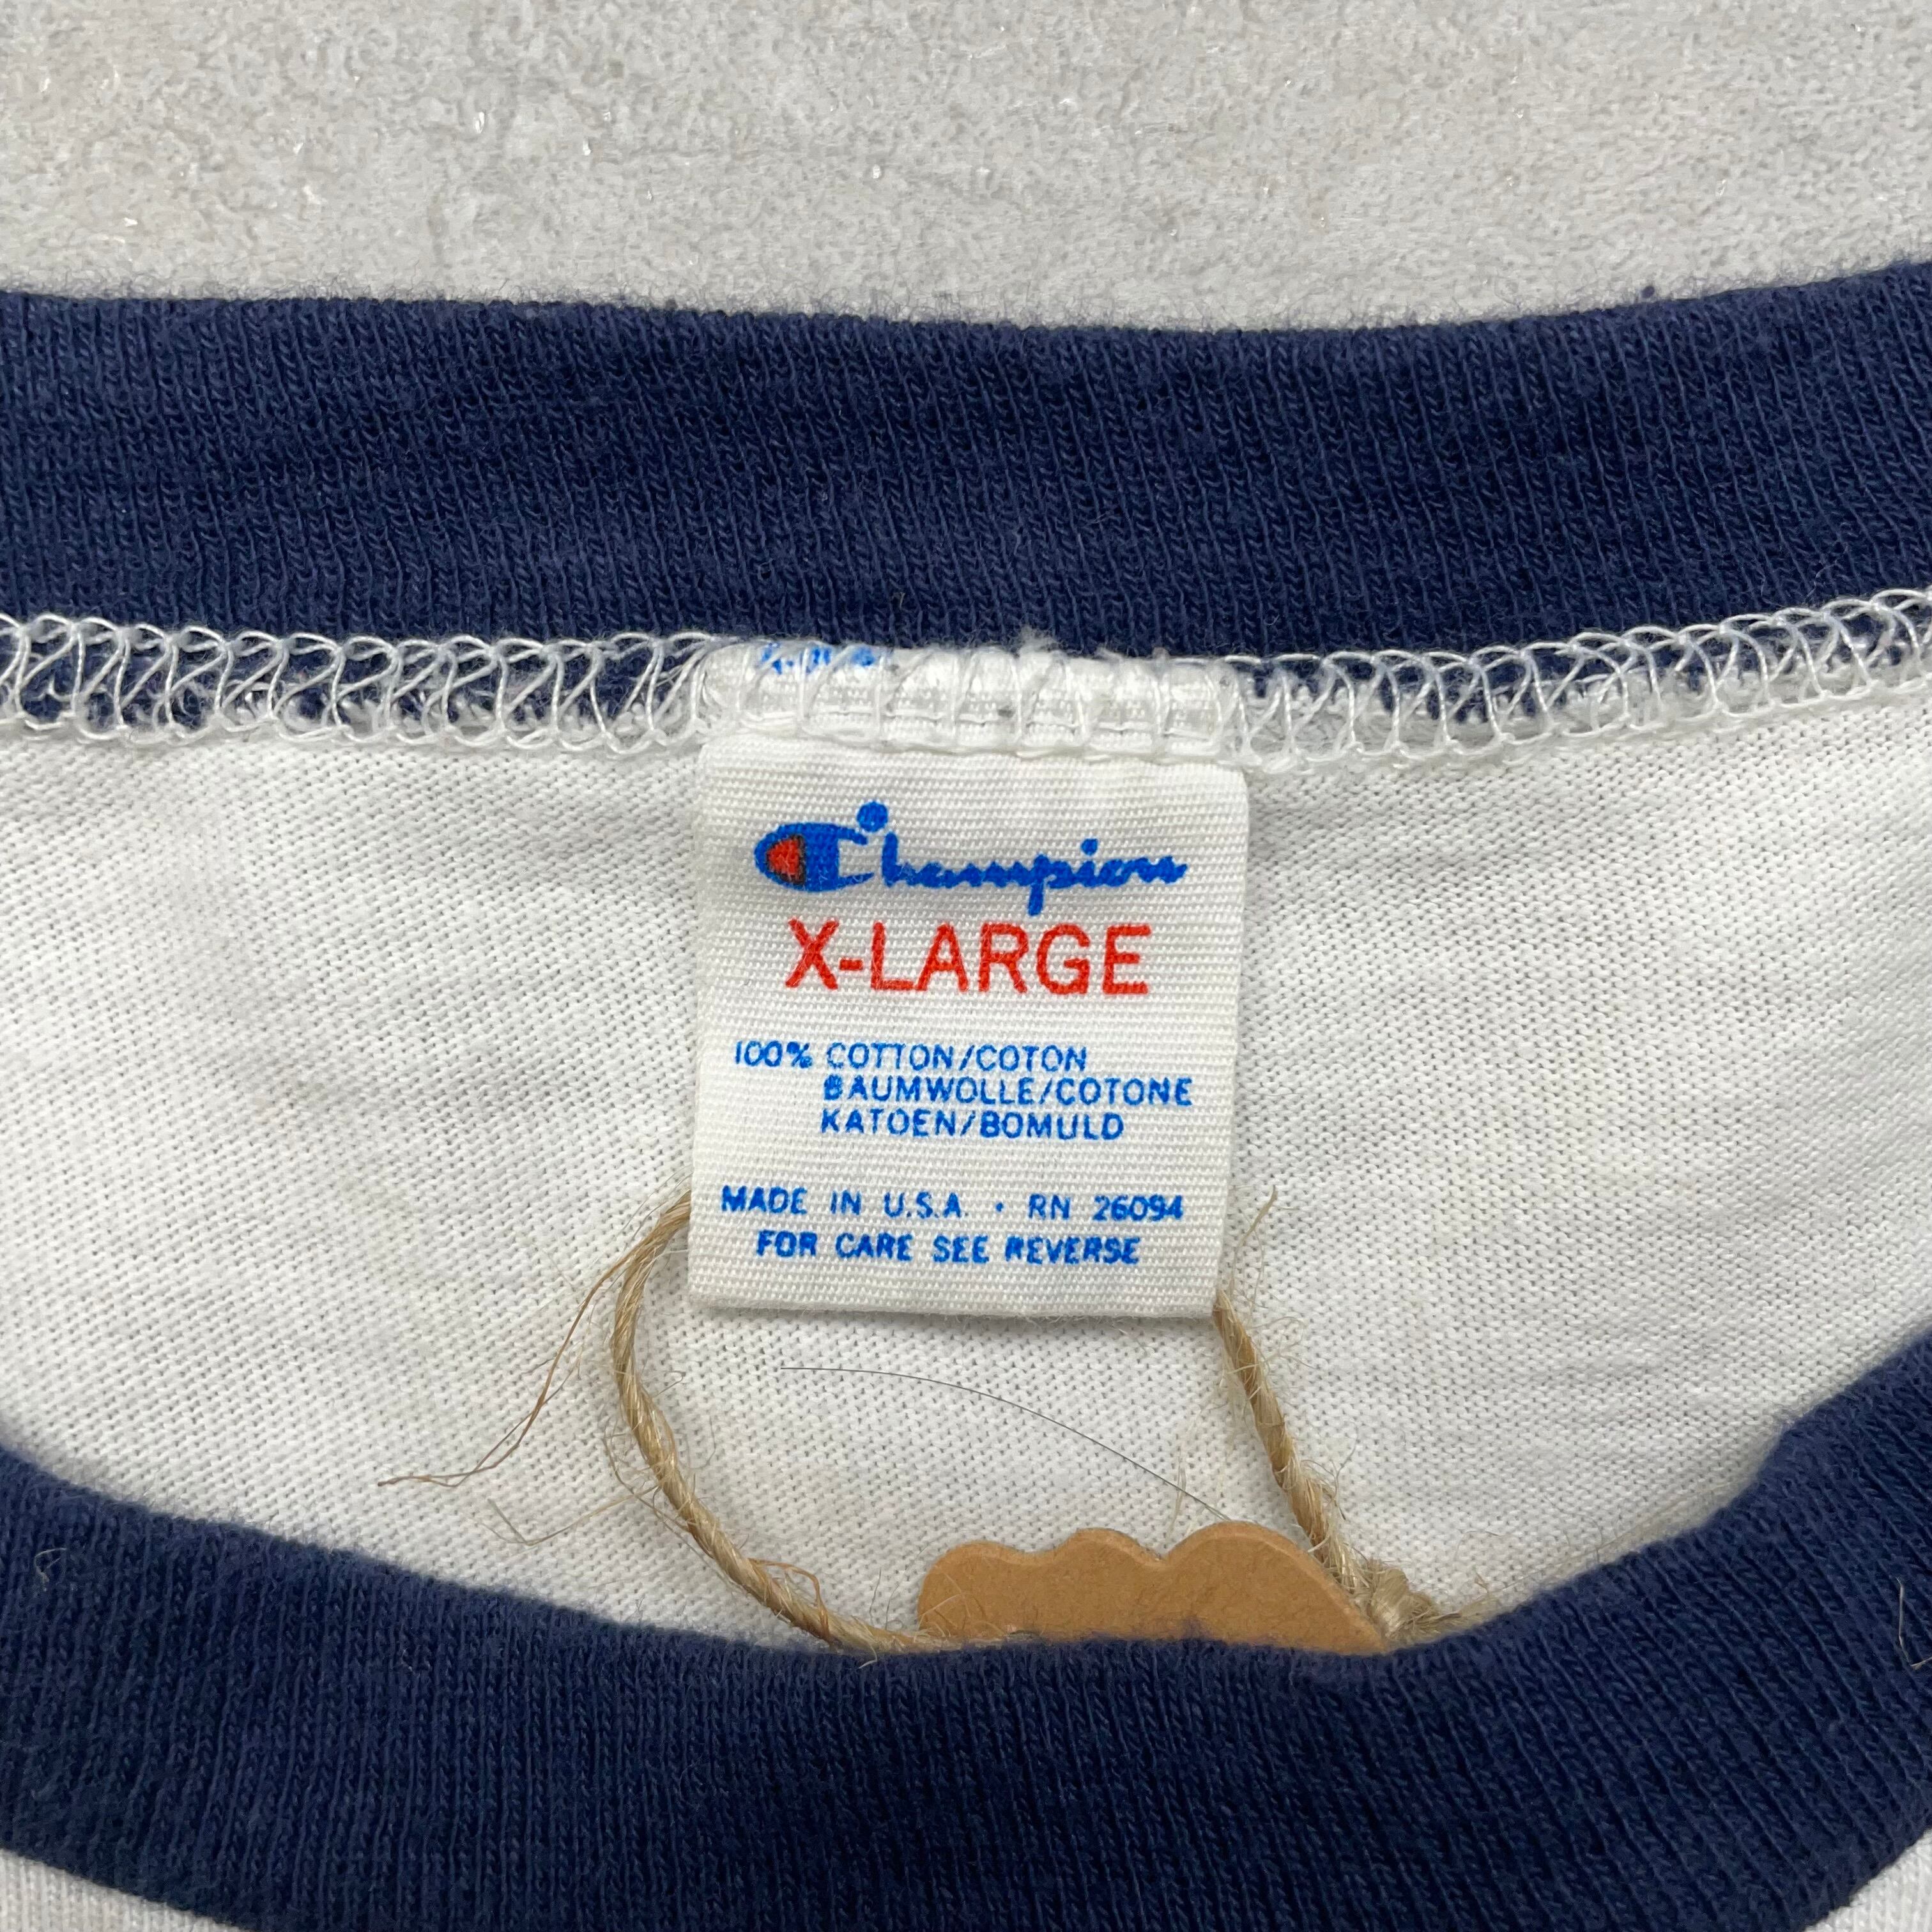 Champion
X-LARGE
100% COTTON/COTON
BAUMWOLLE/COTONE
KATOEN/BOMULD
MADE IN U.S.A. · RN 26094
FOR CARE SEE REVERSE